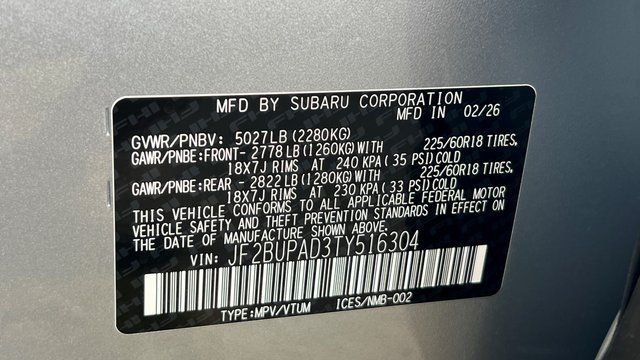 MFD BY SUBARU CORPORATION
MFD IN 02/26
GVWR/PNBV: 5027LB (2280KG)
GAWR/PNBE:FRONT- 2778 LB (1260KG) WITH 225/60R18 TIRES,
18X7J RIMS AT 240 KPA ( 35 PSI) COLD
GAWR/PNBE:REAR - 2822 LB (1280KG) WITH 225/60R18 TIRES,
18X7J RIMS AT 230 KPA ( 33 PSI) COLD
THIS VEHICLE CONFORMS TO ALL APPLICABLE FEDERAL MOTOR
VEHICLE SAFETY AND THEFT PREVENTION STANDARDS IN EFFECT ON
THE DATE OF MANUFACTURE SHOWN ABOVE.
VIN: JF2BUPAD3TY516304
TYPE:MPV/VTUM ICES/NMB-002